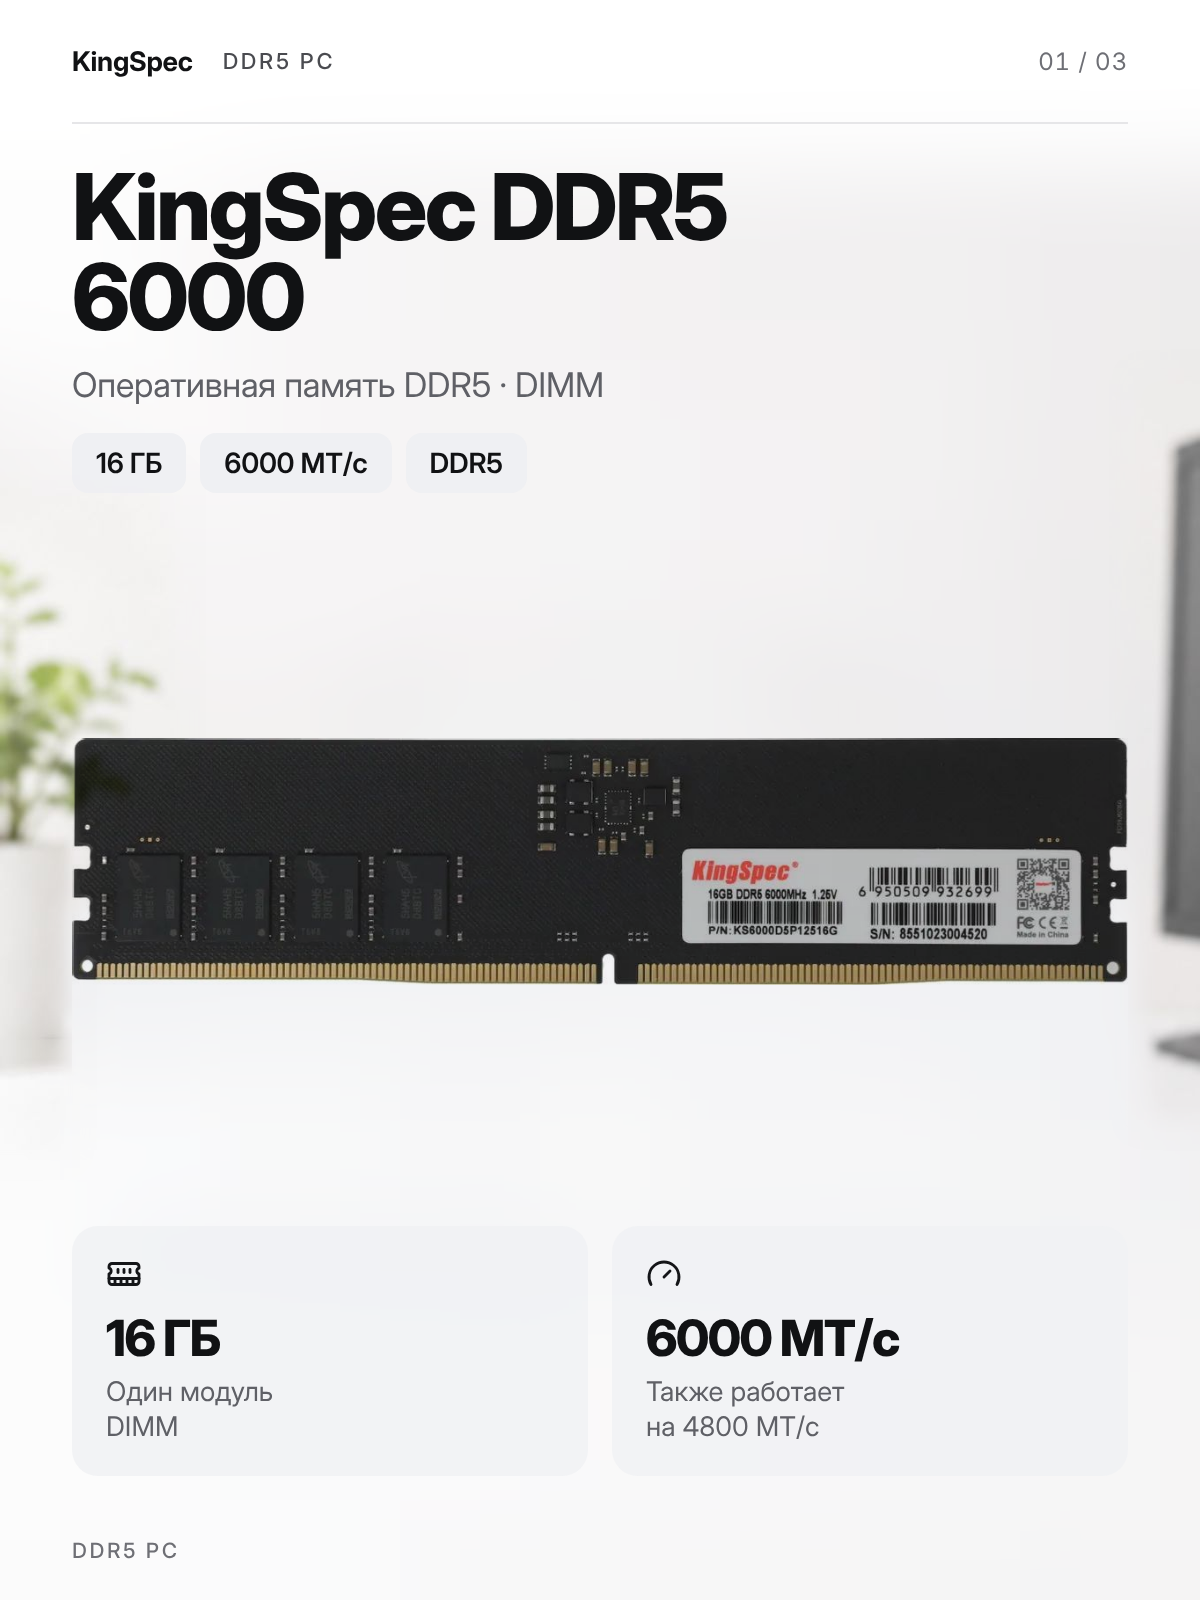 KingSpec DDR5 PC 01 / 03
KingSpec DDR5
6000
Оперативная память DDR5 · DIMM
16 ГБ 6000 МТ/с DDR5
KingSpec®
16GB DDR5 6000MHz 1.25V
6 950509 932699
P/N: KS6000D5P12516G
S/N: 8551023004520
Made in China
16 ГБ
Один модуль
DIMM
6000 МТ/с
Также работает
на 4800 МТ/с
DDR5 PC